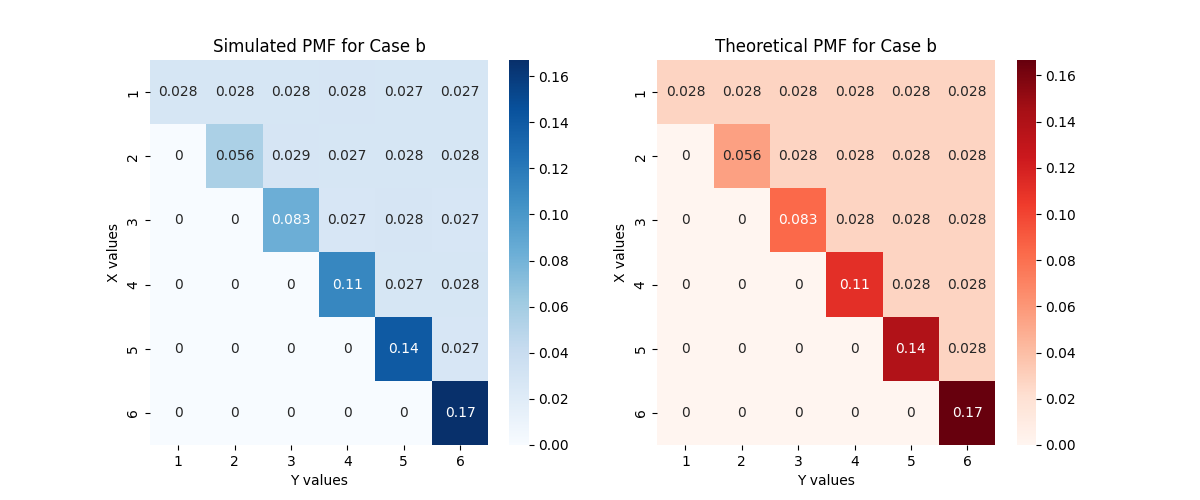 Simulated PMF for Case b
X values
1 0.028 0.028 0.028 0.028 0.027 0.027
2 0 0.056 0.029 0.027 0.028 0.028
3 0 0 0.083 0.027 0.028 0.027
4 0 0 0 0.11 0.027 0.028
5 0 0 0 0 0.14 0.027
6 0 0 0 0 0 0.17
1 2 3 4 5 6
Y values
0.16
0.14
0.12
0.10
0.08
0.06
0.04
0.02
0.00
Theoretical PMF for Case b
X values
1 0.028 0.028 0.028 0.028 0.028 0.028
2 0 0.056 0.028 0.028 0.028 0.028
3 0 0 0.083 0.028 0.028 0.028
4 0 0 0 0.11 0.028 0.028
5 0 0 0 0 0.14 0.028
6 0 0 0 0 0 0.17
1 2 3 4 5 6
Y values
0.16
0.14
0.12
0.10
0.08
0.06
0.04
0.02
0.00